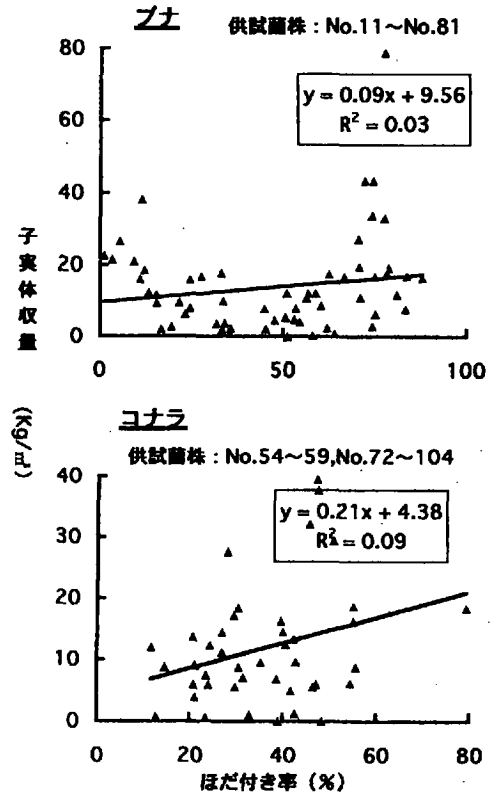 ブナ
供試菌株：No.11～No.81
80
y = 0.09x + 9.56
R² = 0.03
60
40
20
0
0 50 100
子実体収量
(Kg/㎥)
コナラ
供試菌株：No.54～59,No.72～104
40
y = 0.21x + 4.38
R² = 0.09
30
20
10
0
0 20 40 60 80
ほだ付き率（%）